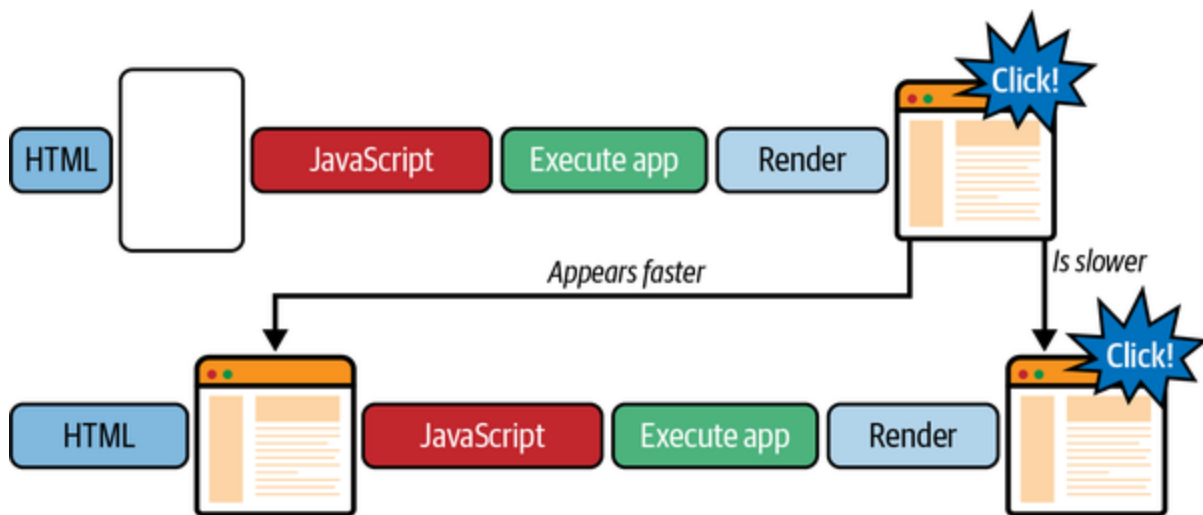 Click!
HTML
JavaScript
Execute app
Render
Appears faster
Is slower
Click!
HTML
JavaScript
Execute app
Render